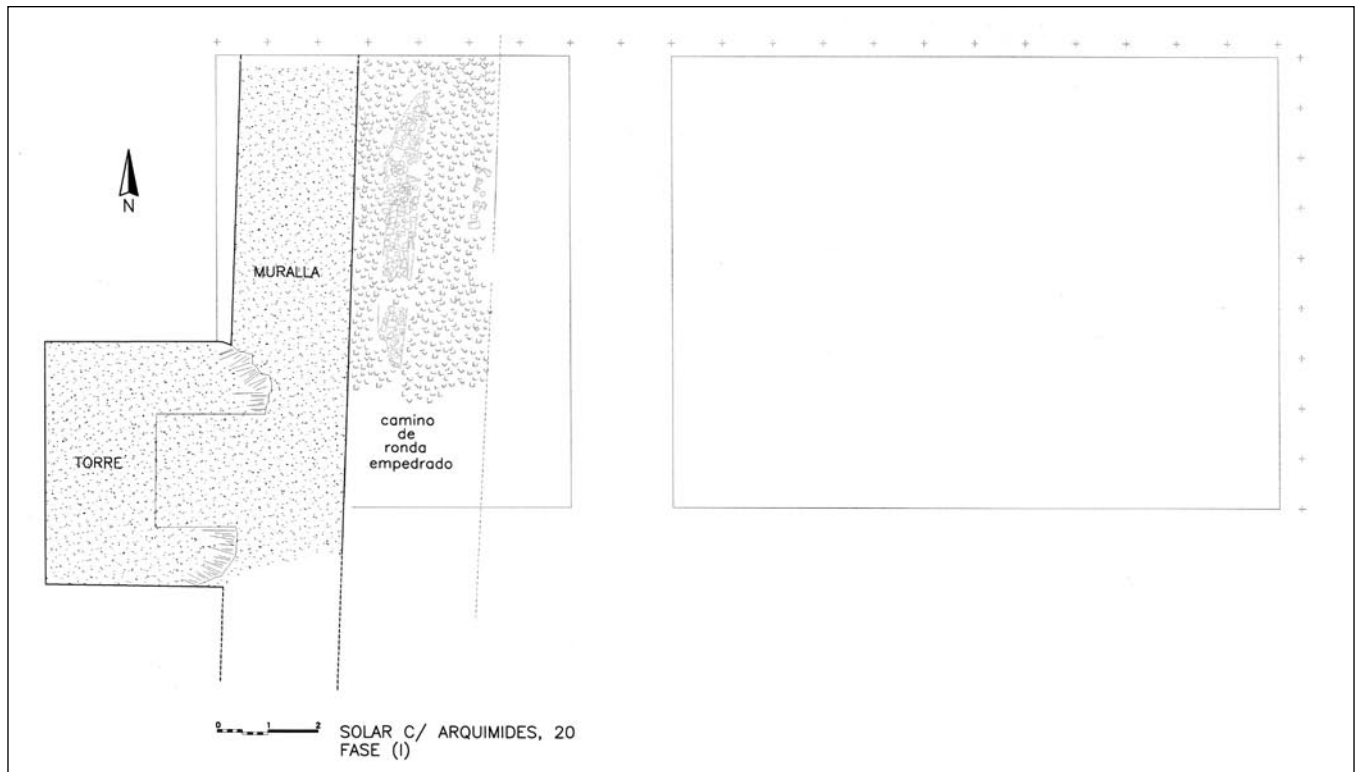 N
MURALLA
TORRE
camino
de
ronda
empedrado
0 1 2
SOLAR C/ ARQUIMIDES, 20
FASE (I)